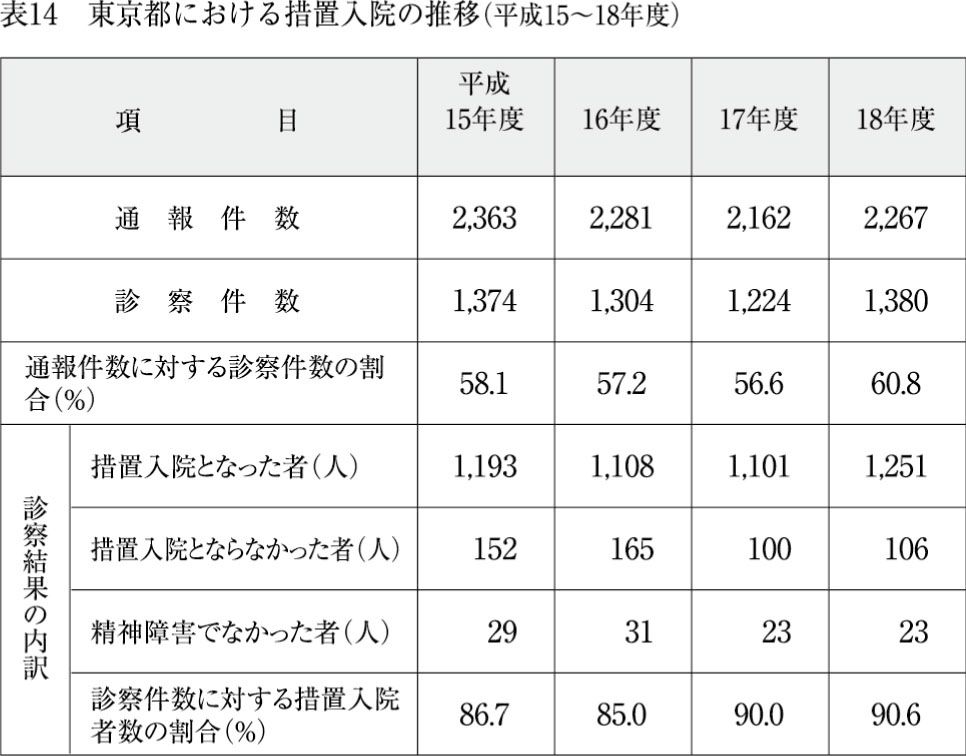 表14　東京都における措置入院の推移（平成15〜18年度）
項　目　平成15年度　16年度　17年度　18年度
通報件数　2,363　2,281　2,162　2,267
診察件数　1,374　1,304　1,224　1,380
通報件数に対する診察件数の割
合（%）　58.1　57.2　56.6　60.8
診察結果の内訳
措置入院となった者（人）　1,193　1,108　1,101　1,251
措置入院とならなかった者（人）　152　165　100　106
精神障害でなかった者（人）　29　31　23　23
診察件数に対する措置入院
者数の割合（%）　86.7　85.0　90.0　90.6